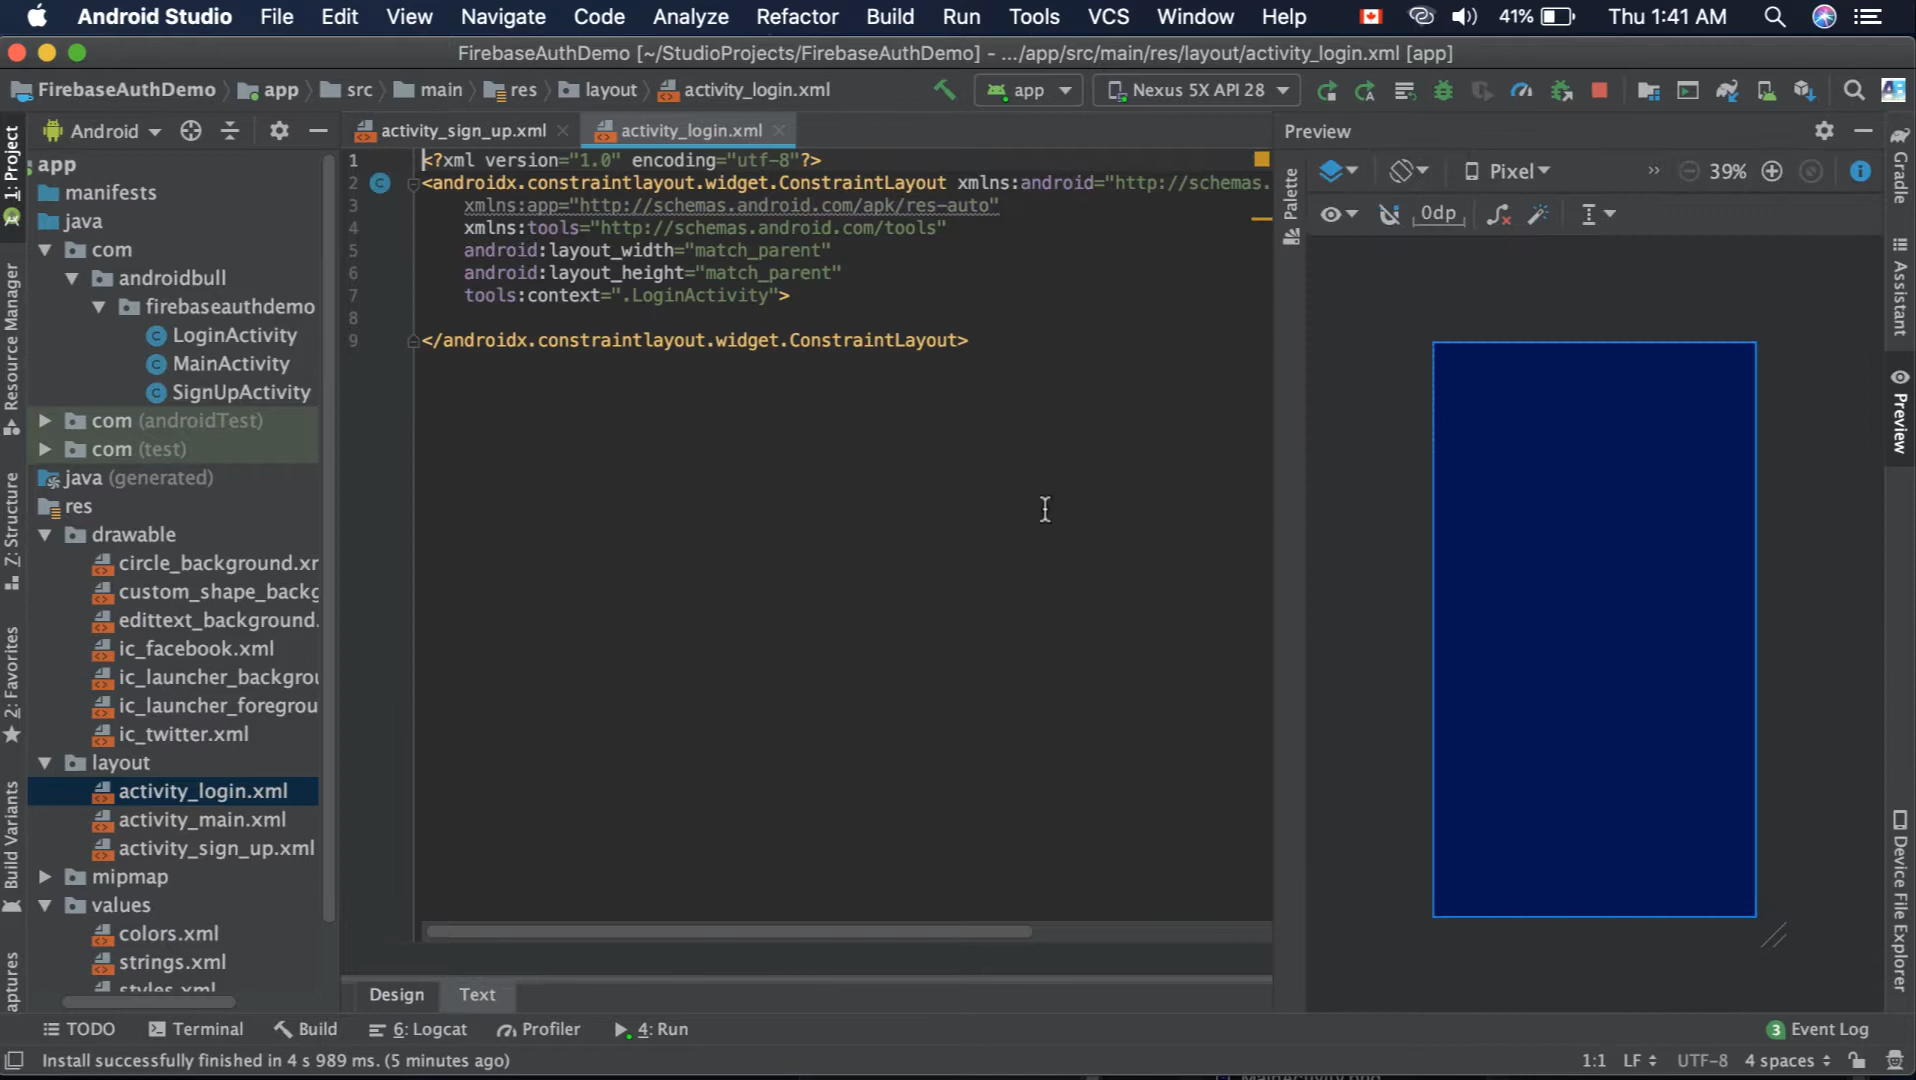 Android Studio File Edit View Navigate Code Analyze Refactor Build Run Tools VCS Window Help 41% Thu 1:41 AM
FirebaseAuthDemo [~/StudioProjects/FirebaseAuthDemo] - .../app/src/main/res/layout/activity_login.xml [app]
FirebaseAuthDemo app src main res layout activity_login.xml app Nexus 5X API 28
Android activity_sign_up.xml activity_login.xml Preview
Pixel » 39%
0dp
1 <?xml version="1.0" encoding="utf-8"?>
2 <androidx.constraintlayout.widget.ConstraintLayout xmlns:android="http://schemas.
3 xmlns:app="http://schemas.android.com/apk/res-auto"
4 xmlns:tools="http://schemas.android.com/tools"
5 android:layout_width="match_parent"
6 android:layout_height="match_parent"
7 tools:context=".LoginActivity">
8
9 </androidx.constraintlayout.widget.ConstraintLayout>
app
manifests
java
com
androidbull
firebaseauthdemo
LoginActivity
MainActivity
SignUpActivity
com (androidTest)
com (test)
java (generated)
res
drawable
circle_background.xr
custom_shape_backg
edittext_background.
ic_facebook.xml
ic_launcher_backgrou
ic_launcher_foregrou
ic_twitter.xml
layout
activity_login.xml
activity_main.xml
activity_sign_up.xml
mipmap
values
colors.xml
strings.xml
styles.xml
1: Project
Resource Manager
Z: Structure
2: Favorites
Build Variants
aptures
Palette
Gradle
Assistant
Preview
Device File Explorer
Design Text
TODO Terminal Build 6: Logcat Profiler 4: Run 3 Event Log
Install successfully finished in 4 s 989 ms. (5 minutes ago) 1:1 LF UTF-8 4 spaces